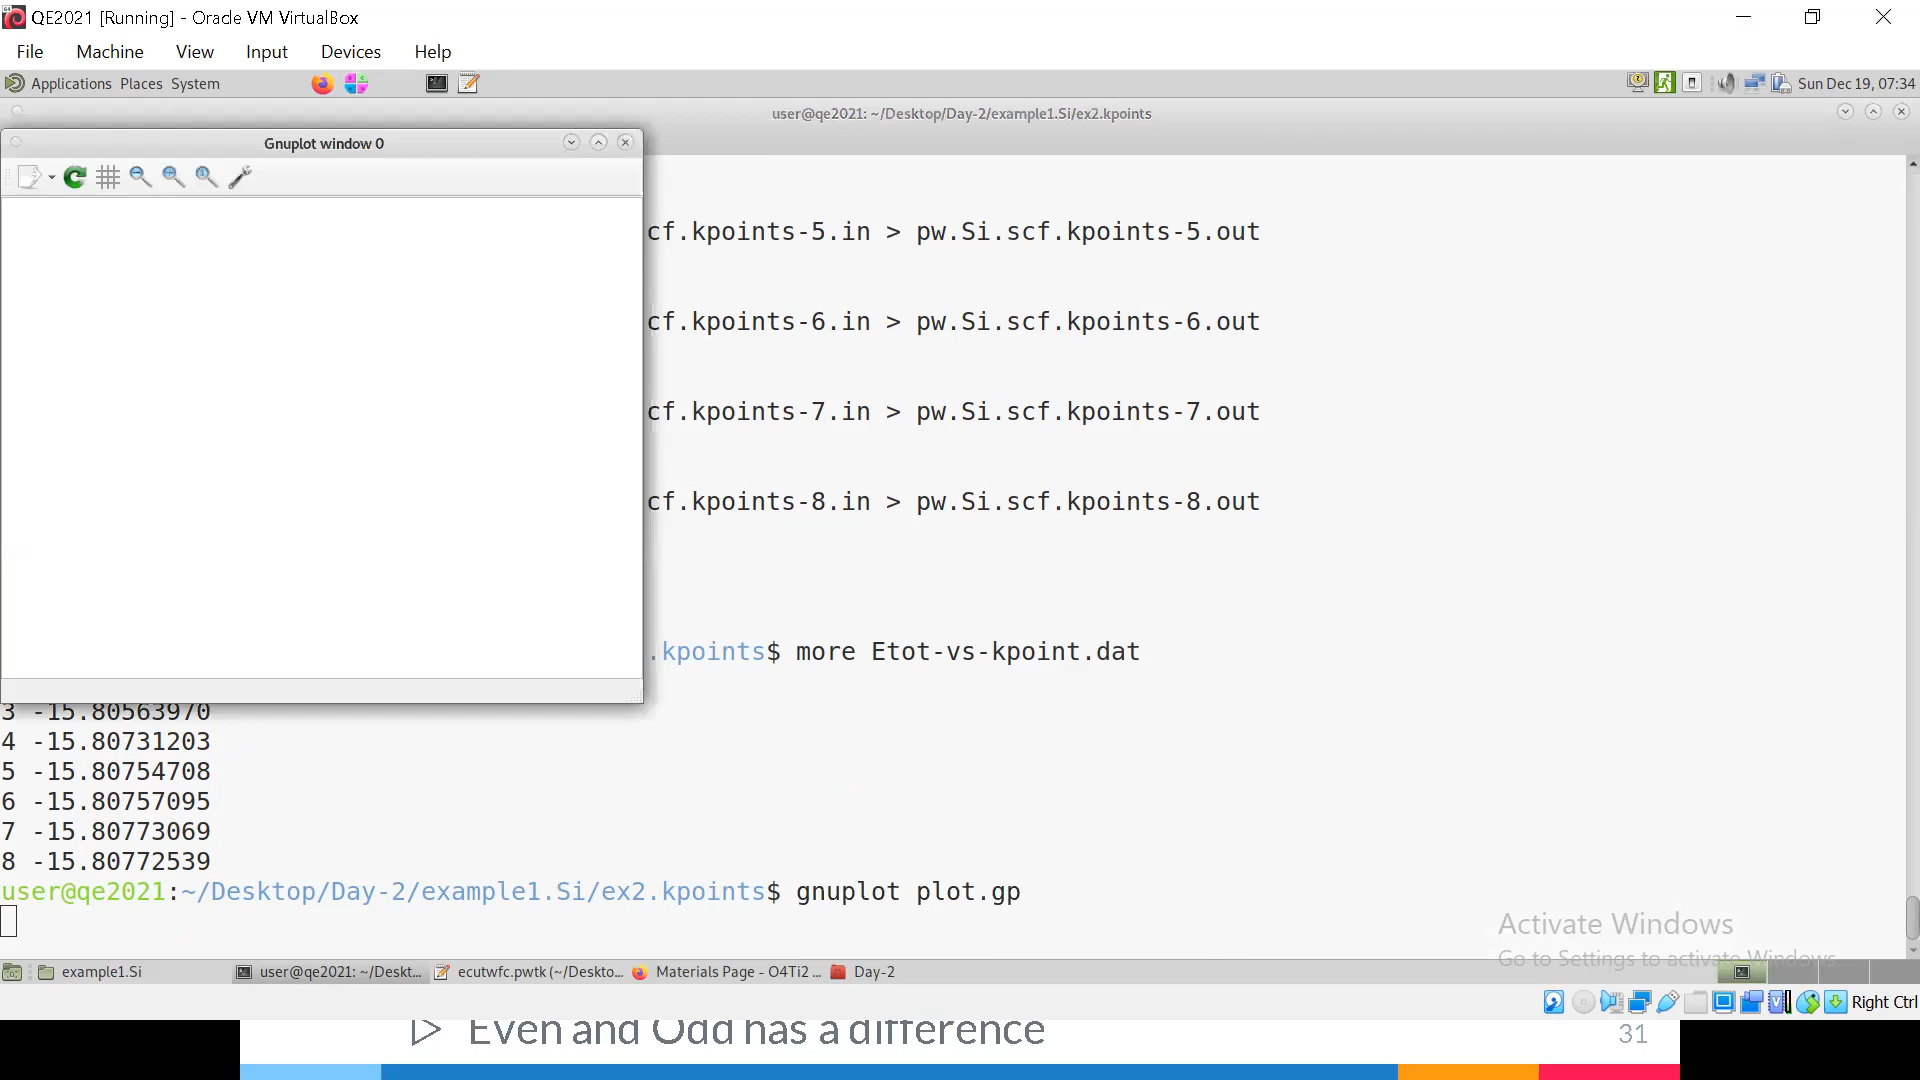 QE2021 [Running] - Oracle VM VirtualBox
File Machine View Input Devices Help
Applications Places System
Sun Dec 19, 07:34
user@qe2021: ~/Desktop/Day-2/example1.Si/ex2.kpoints
Gnuplot window 0
cf.kpoints-5.in > pw.Si.scf.kpoints-5.out
cf.kpoints-6.in > pw.Si.scf.kpoints-6.out
cf.kpoints-7.in > pw.Si.scf.kpoints-7.out
cf.kpoints-8.in > pw.Si.scf.kpoints-8.out
.kpoints$ more Etot-vs-kpoint.dat
3 -15.80563970
4 -15.80731203
5 -15.80754708
6 -15.80757095
7 -15.80773069
8 -15.80772539
user@qe2021:~/Desktop/Day-2/example1.Si/ex2.kpoints$ gnuplot plot.gp
Activate Windows
Go to Settings to activate Windows.
example1.Si
user@qe2021: ~/Deskt...
ecutwfc.pwtk (~/Deskto...
Materials Page - O4Ti2 ...
Day-2
Right Ctrl
Even and Odd has a difference
31